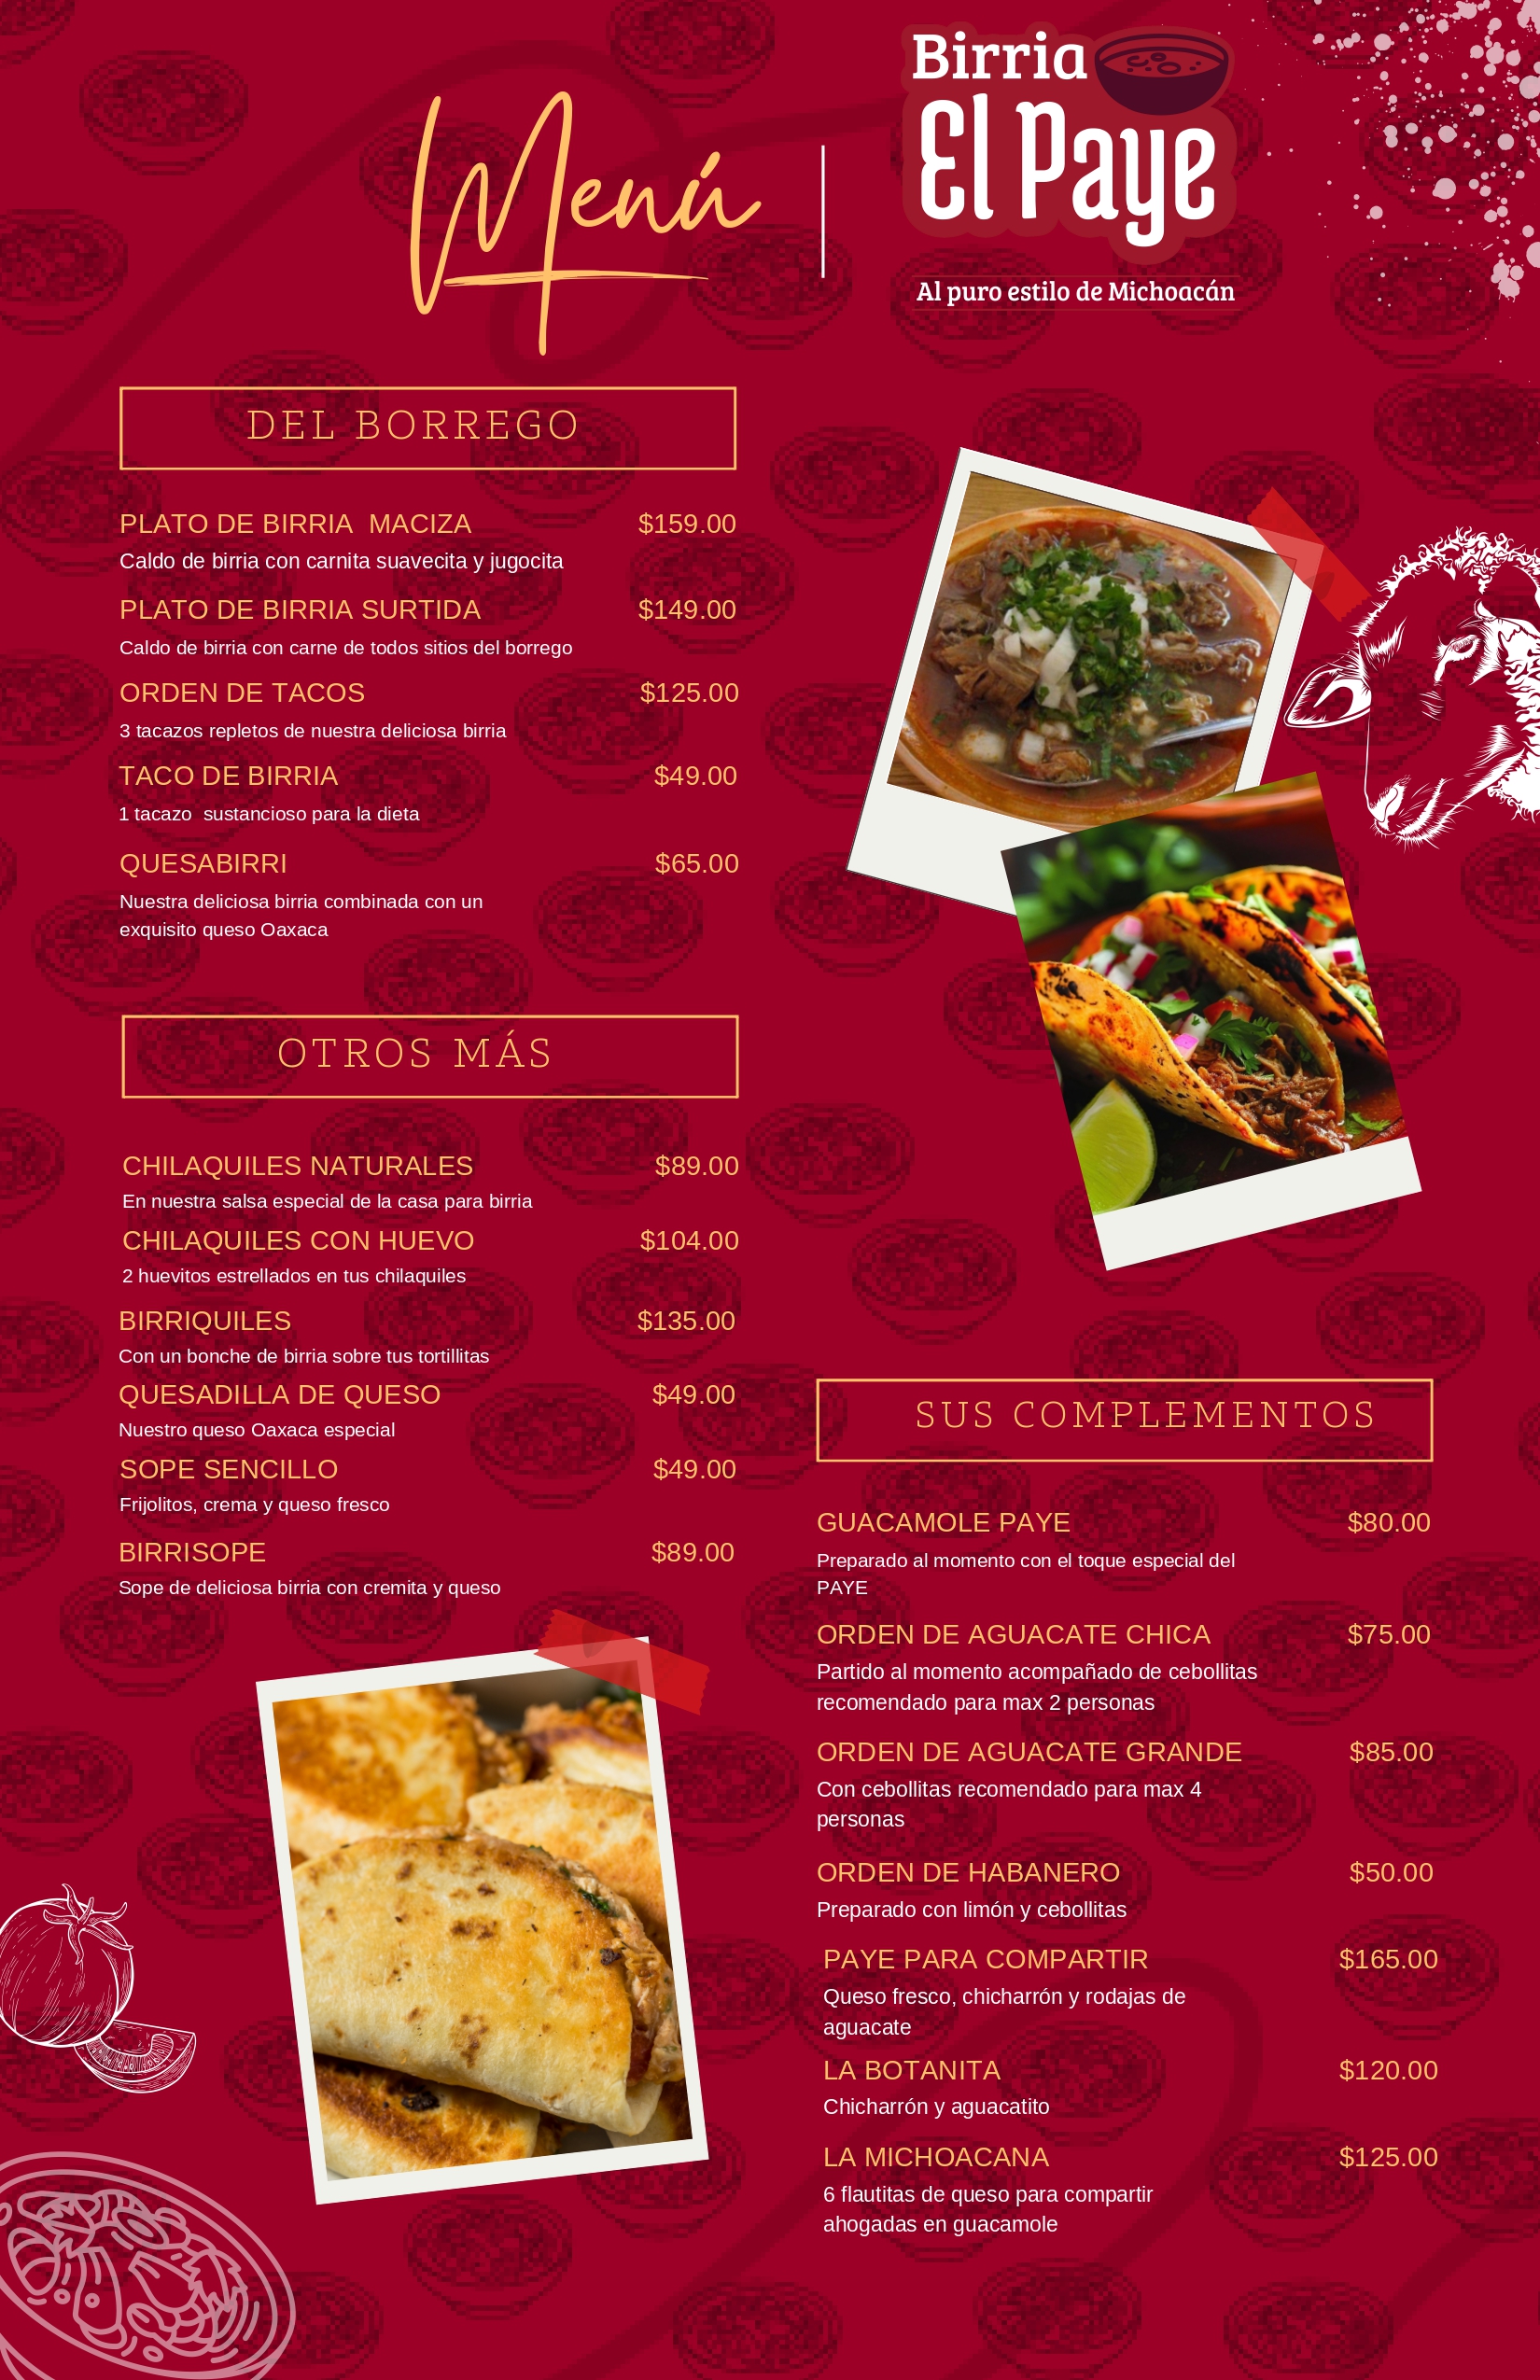 Menú
Birria
El Paye
Al puro estilo de Michoacán
DEL BORREGO
PLATO DE BIRRIA  MACIZA $159.00
Caldo de birria con carnita suavecita y jugocita
PLATO DE BIRRIA SURTIDA $149.00
Caldo de birria con carne de todos sitios del borrego
ORDEN DE TACOS $125.00
3 tacazos repletos de nuestra deliciosa birria
TACO DE BIRRIA $49.00
1 tacazo  sustancioso para la dieta
QUESABIRRI $65.00
Nuestra deliciosa birria combinada con un
exquisito queso Oaxaca
OTROS MÁS
CHILAQUILES NATURALES $89.00
En nuestra salsa especial de la casa para birria
CHILAQUILES CON HUEVO $104.00
2 huevitos estrellados en tus chilaquiles
BIRRIQUILES $135.00
Con un bonche de birria sobre tus tortillitas
QUESADILLA DE QUESO $49.00
Nuestro queso Oaxaca especial
SOPE SENCILLO $49.00
Frijolitos, crema y queso fresco
BIRRISOPE $89.00
Sope de deliciosa birria con cremita y queso
SUS COMPLEMENTOS
GUACAMOLE PAYE $80.00
Preparado al momento con el toque especial del
PAYE
ORDEN DE AGUACATE CHICA $75.00
Partido al momento acompañado de cebollitas
recomendado para max 2 personas
ORDEN DE AGUACATE GRANDE $85.00
Con cebollitas recomendado para max 4
personas
ORDEN DE HABANERO $50.00
Preparado con limón y cebollitas
PAYE PARA COMPARTIR $165.00
Queso fresco, chicharrón y rodajas de
aguacate
LA BOTANITA $120.00
Chicharrón y aguacatito
LA MICHOACANA $125.00
6 flautitas de queso para compartir
ahogadas en guacamole